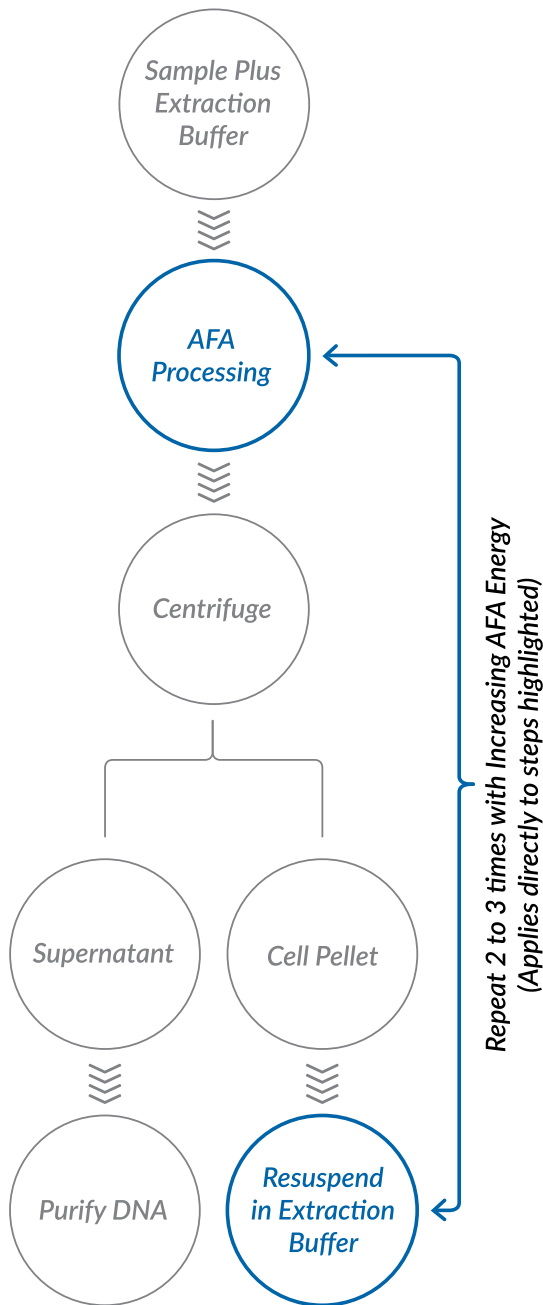 Sample Plus
Extraction
Buffer
AFA
Processing
Centrifuge
Supernatant
Cell Pellet
Purify DNA
Resuspend
in Extraction
Buffer
Repeat 2 to 3 times with Increasing AFA Energy
(Applies directly to steps highlighted)